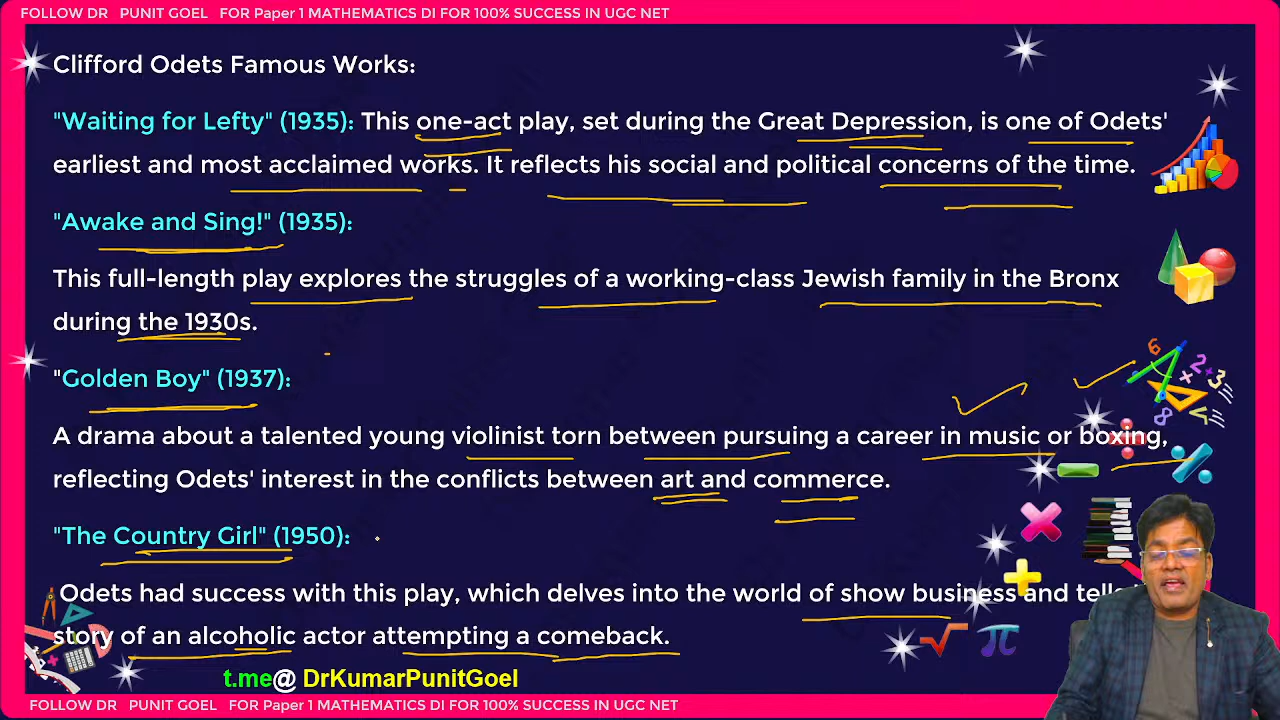 FOLLOW DR PUNIT GOEL FOR Paper 1 MATHEMATICS DI FOR 100% SUCCESS IN UGC NET
Clifford Odets Famous Works:
"Waiting for Lefty" (1935): This one-act play, set during the Great Depression, is one of Odets'
earliest and most acclaimed works. It reflects his social and political concerns of the time.
"Awake and Sing!" (1935):
This full-length play explores the struggles of a working-class Jewish family in the Bronx
during the 1930s.
"Golden Boy" (1937):
A drama about a talented young violinist torn between pursuing a career in music or boxing,
reflecting Odets' interest in the conflicts between art and commerce.
"The Country Girl" (1950):
Odets had success with this play, which delves into the world of show business and
story of an alcoholic actor attempting a comeback.
t.me@ DrKumarPunitGoel
FOLLOW DR PUNIT GOEL FOR Paper 1 MATHEMATICS DI FOR 100% SUCCESS IN UGC NET